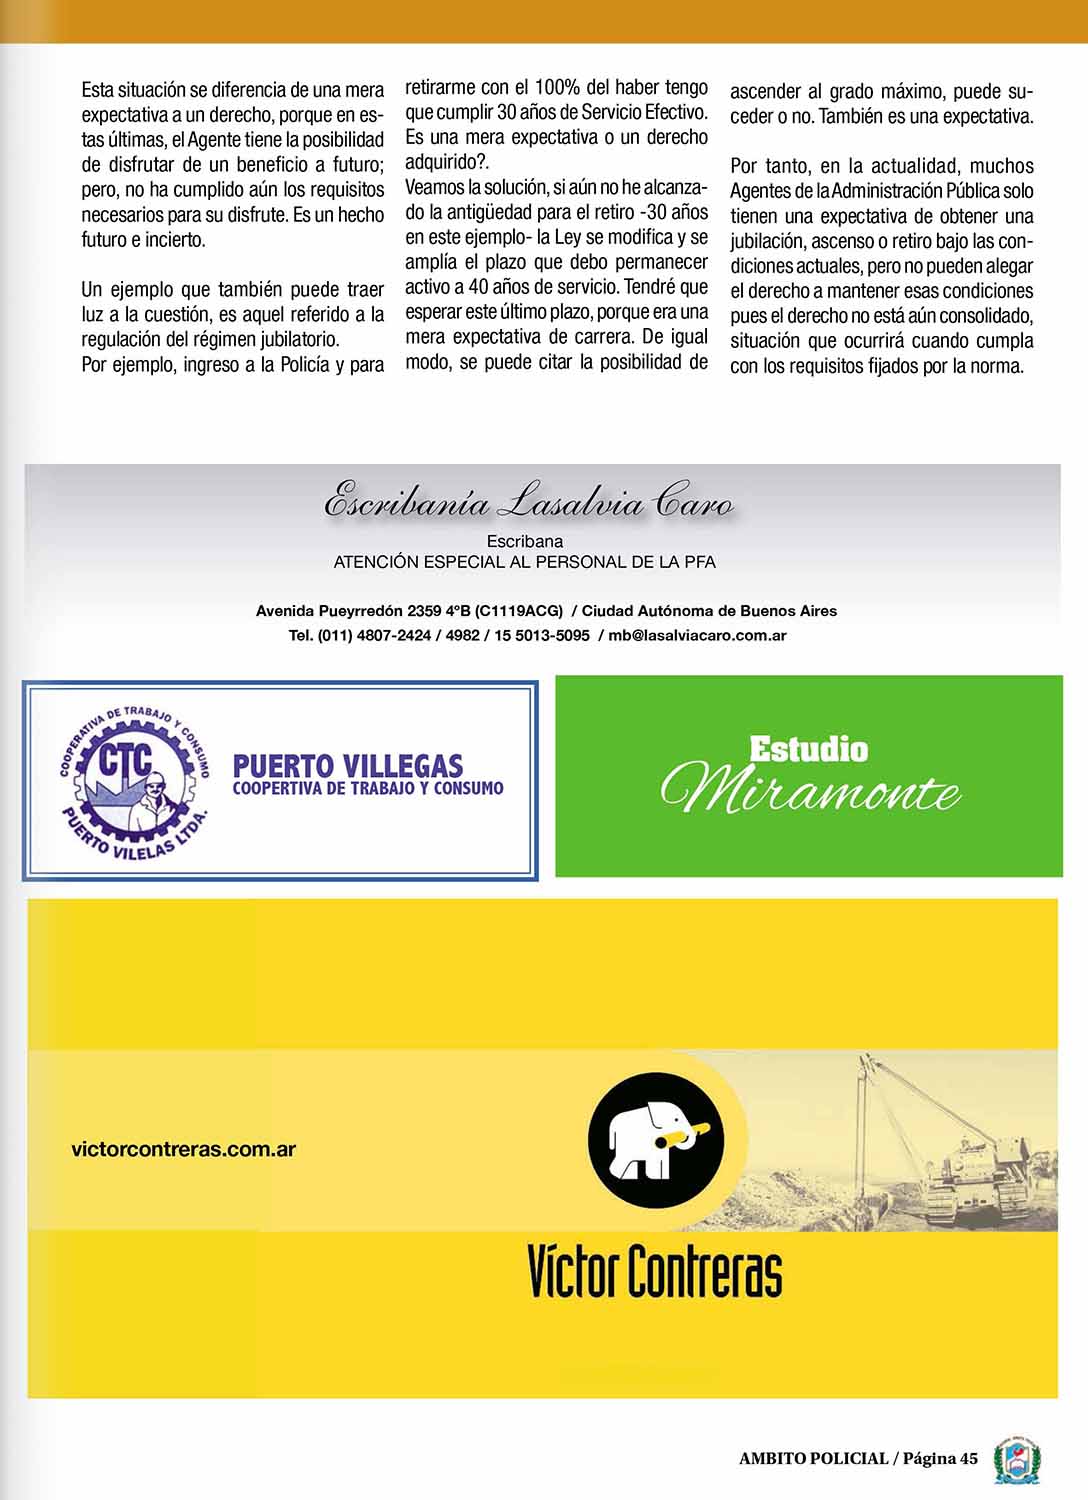 Esta situación se diferencia de una mera
expectativa a un derecho, porque en es-
tas últimas, el Agente tiene la posibilidad
de disfrutar de un beneficio a futuro;
pero, no ha cumplido aún los requisitos
necesarios para su disfrute. Es un hecho
futuro e incierto.
Un ejemplo que también puede traer
luz a la cuestión, es aquel referido a la
regulación del régimen jubilatorio.
Por ejemplo, ingreso a la Policía y para
retirarme con el 100% del haber tengo
que cumplir 30 años de Servicio Efectivo.
Es una mera expectativa o un derecho
adquirido?.
Veamos la solución, si aún no he alcanza-
do la antigüedad para el retiro -30 años
en este ejemplo- la Ley se modifica y se
amplía el plazo que debo permanecer
activo a 40 años de servicio. Tendré que
esperar este último plazo, porque era una
mera expectativa de carrera. De igual
modo, se puede citar la posibilidad de
ascender al grado máximo, puede su-
ceder o no. También es una expectativa.
Por tanto, en la actualidad, muchos
Agentes de la Administración Pública solo
tienen una expectativa de obtener una
jubilación, ascenso o retiro bajo las con-
diciones actuales, pero no pueden alegar
el derecho a mantener esas condiciones
pues el derecho no está aún consolidado,
situación que ocurrirá cuando cumpla
con los requisitos fijados por la norma.
Escribanía Lasalvia Caro
Escribana
ATENCIÓN ESPECIAL AL PERSONAL DE LA PFA
Avenida Pueyrredón 2359 4ºB (C1119ACG) / Ciudad Autónoma de Buenos Aires
Tel. (011) 4807-2424 / 4982 / 15 5013-5095 / mb@lasalviacaro.com.ar
COOPERATIVA DE TRABAJO Y CONSUMO
CTC
PUERTO VILELAS LTDA.
PUERTO VILLEGAS
COOPERTIVA DE TRABAJO Y CONSUMO
Estudio
Miramonte
victorcontreras.com.ar
Víctor Contreras
AMBITO POLICIAL / Página 45